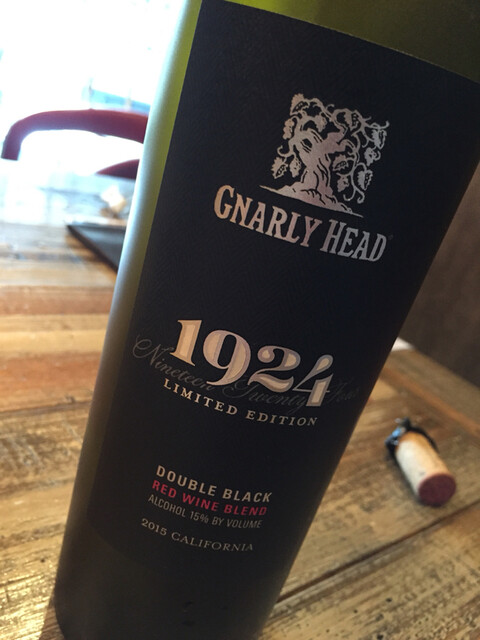 GNARLY HEAD
1924
Nineteen Twenty Four
LIMITED EDITION
DOUBLE BLACK
RED WINE BLEND
ALCOHOL 15% BY VOLUME
2015 CALIFORNIA